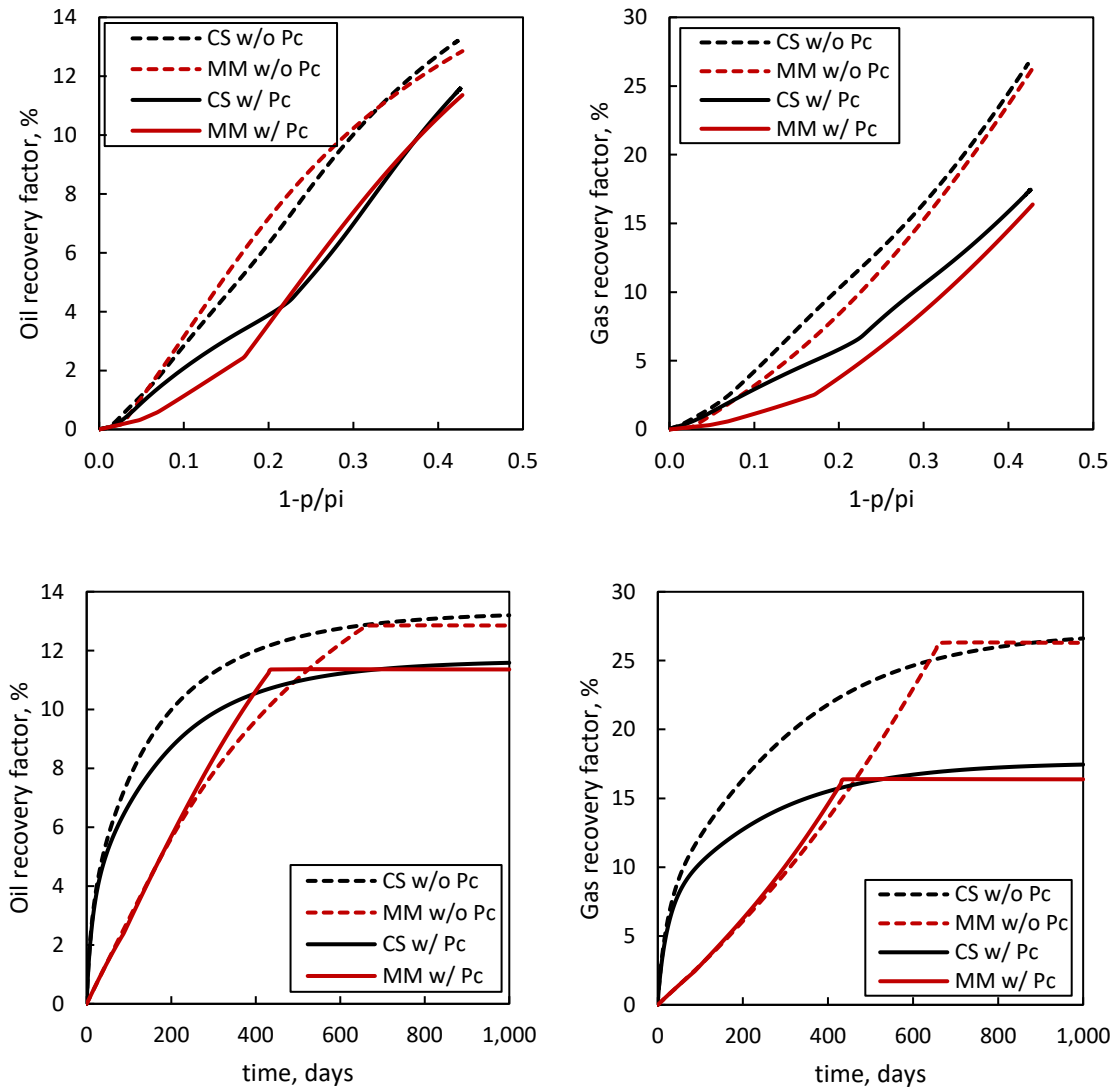 Oil recovery factor, %
14
12
10
8
6
4
2
0
CS w/o Pc
MM w/o Pc
CS w/ Pc
MM w/ Pc
0.0 0.1 0.2 0.3 0.4 0.5
1-p/pi
Gas recovery factor, %
30
25
20
15
10
5
0
CS w/o Pc
MM w/o Pc
CS w/ Pc
MM w/ Pc
0.0 0.1 0.2 0.3 0.4 0.5
1-p/pi
Oil recovery factor, %
14
12
10
8
6
4
2
0
CS w/o Pc
MM w/o Pc
CS w/ Pc
MM w/ Pc
0 200 400 600 800 1,000
time, days
Gas recovery factor, %
30
25
20
15
10
5
0
CS w/o Pc
MM w/o Pc
CS w/ Pc
MM w/ Pc
0 200 400 600 800 1,000
time, days